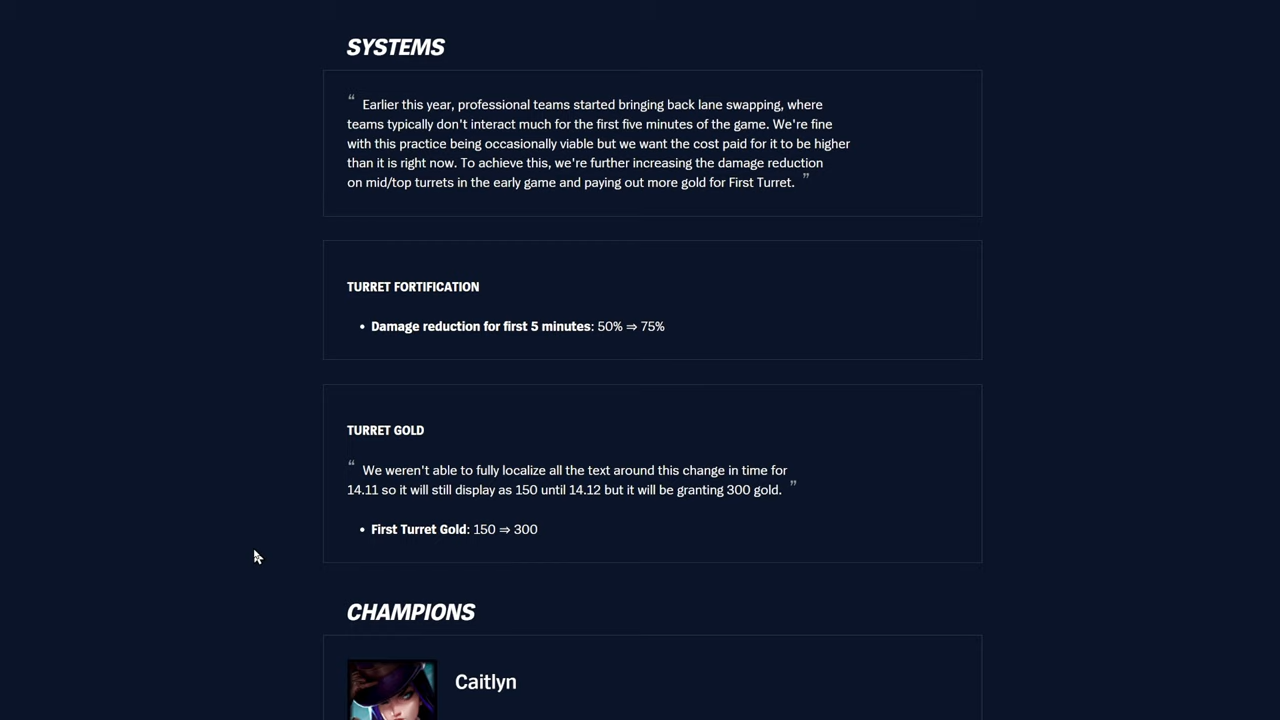 SYSTEMS
“ Earlier this year, professional teams started bringing back lane swapping, where
teams typically don't interact much for the first five minutes of the game. We're fine
with this practice being occasionally viable but we want the cost paid for it to be higher
than it is right now. To achieve this, we're further increasing the damage reduction
on mid/top turrets in the early game and paying out more gold for First Turret. ”
TURRET FORTIFICATION
• Damage reduction for first 5 minutes: 50% ⇒ 75%
TURRET GOLD
“ We weren't able to fully localize all the text around this change in time for
14.11 so it will still display as 150 until 14.12 but it will be granting 300 gold. ”
• First Turret Gold: 150 ⇒ 300
CHAMPIONS
Caitlyn